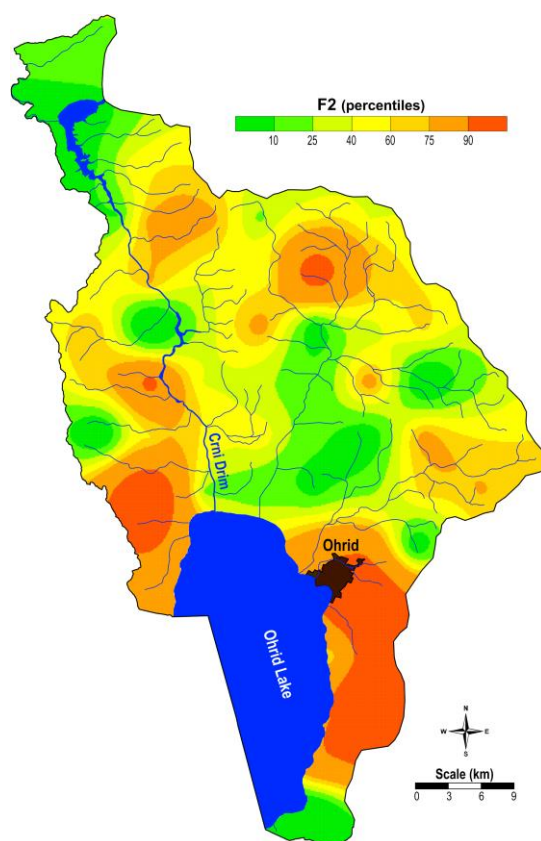 F2 (percentiles)
10 25 40 60 75 90
Crni Drim
Ohrid
Ohrid Lake
N
W E
S
Scale (km)
0 3 6 9